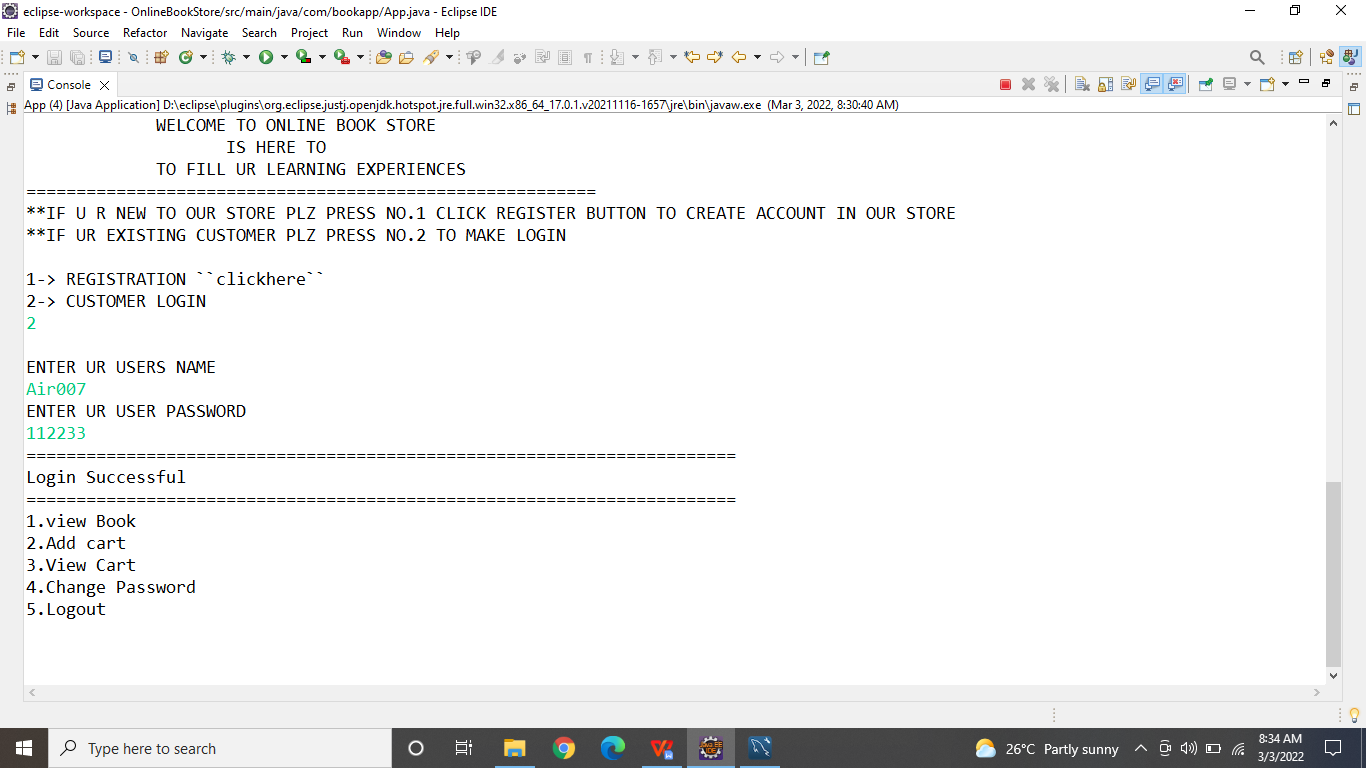 eclipse-workspace - OnlineBookStore/src/main/java/com/bookapp/App.java - Eclipse IDE
File Edit Source Refactor Navigate Search Project Run Window Help
Console
App (4) [Java Application] D:\eclipse\plugins\org.eclipse.justj.openjdk.hotspot.jre.full.win32.x86_64_17.0.1.v20211116-1657\jre\bin\javaw.exe (Mar 3, 2022, 8:30:40 AM)
WELCOME TO ONLINE BOOK STORE
IS HERE TO
TO FILL UR LEARNING EXPERIENCES
=========================================================
**IF U R NEW TO OUR STORE PLZ PRESS NO.1 CLICK REGISTER BUTTON TO CREATE ACCOUNT IN OUR STORE
**IF UR EXISTING CUSTOMER PLZ PRESS NO.2 TO MAKE LOGIN
1-> REGISTRATION ``clickhere``
2-> CUSTOMER LOGIN
2
ENTER UR USERS NAME
Air007
ENTER UR USER PASSWORD
112233
=======================================================================
Login Successful
=======================================================================
1.view Book
2.Add cart
3.View Cart
4.Change Password
5.Logout
Type here to search
26°C Partly sunny
8:34 AM
3/3/2022